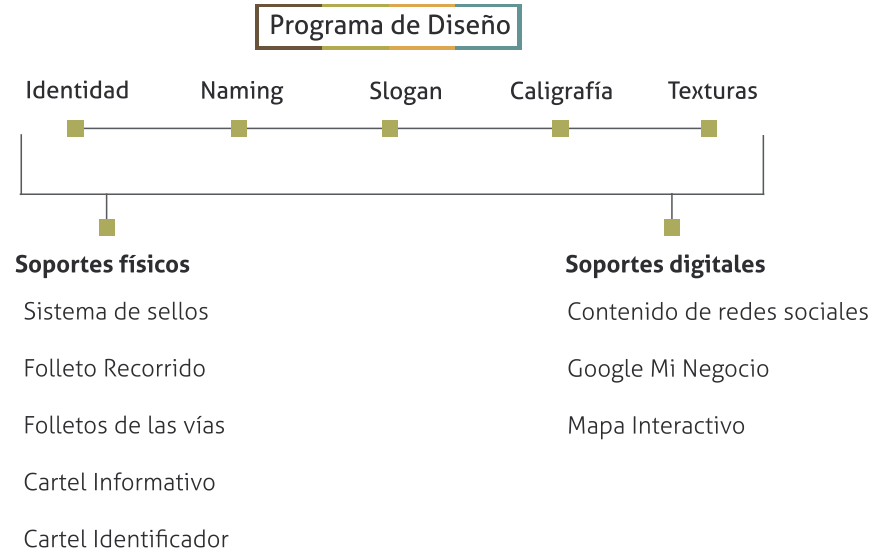 Programa de Diseño
Identidad
Naming
Slogan
Caligrafía
Texturas
Soportes físicos
Sistema de sellos
Folleto Recorrido
Folletos de las vías
Cartel Informativo
Cartel Identificador
Soportes digitales
Contenido de redes sociales
Google Mi Negocio
Mapa Interactivo